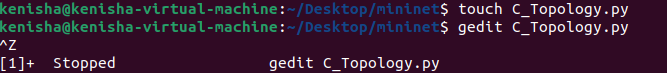 kenisha@kenisha-virtual-machine:~/Desktop/mininet$ touch C_Topology.py
kenisha@kenisha-virtual-machine:~/Desktop/mininet$ gedit C_Topology.py
^Z
[1]+  Stopped                 gedit C_Topology.py